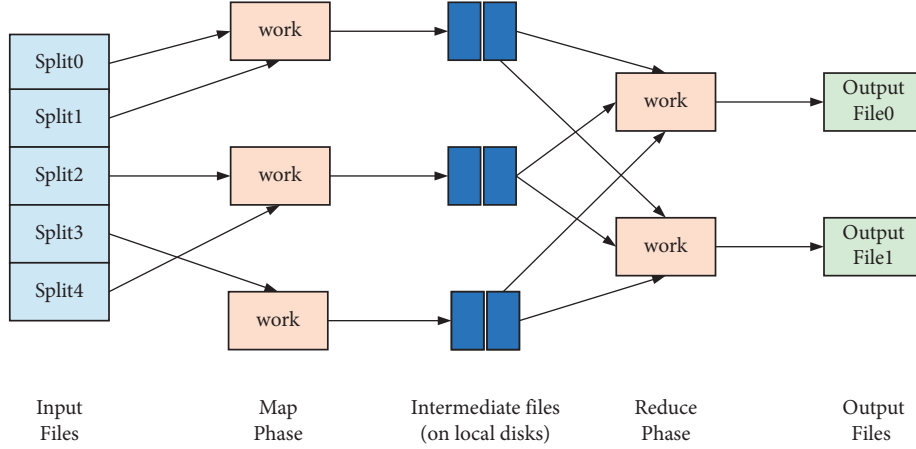 Split0
Split1
Split2
Split3
Split4
work
work
work
work
work
Output
File0
Output
File1
Input
Files
Map
Phase
Intermediate files
(on local disks)
Reduce
Phase
Output
Files